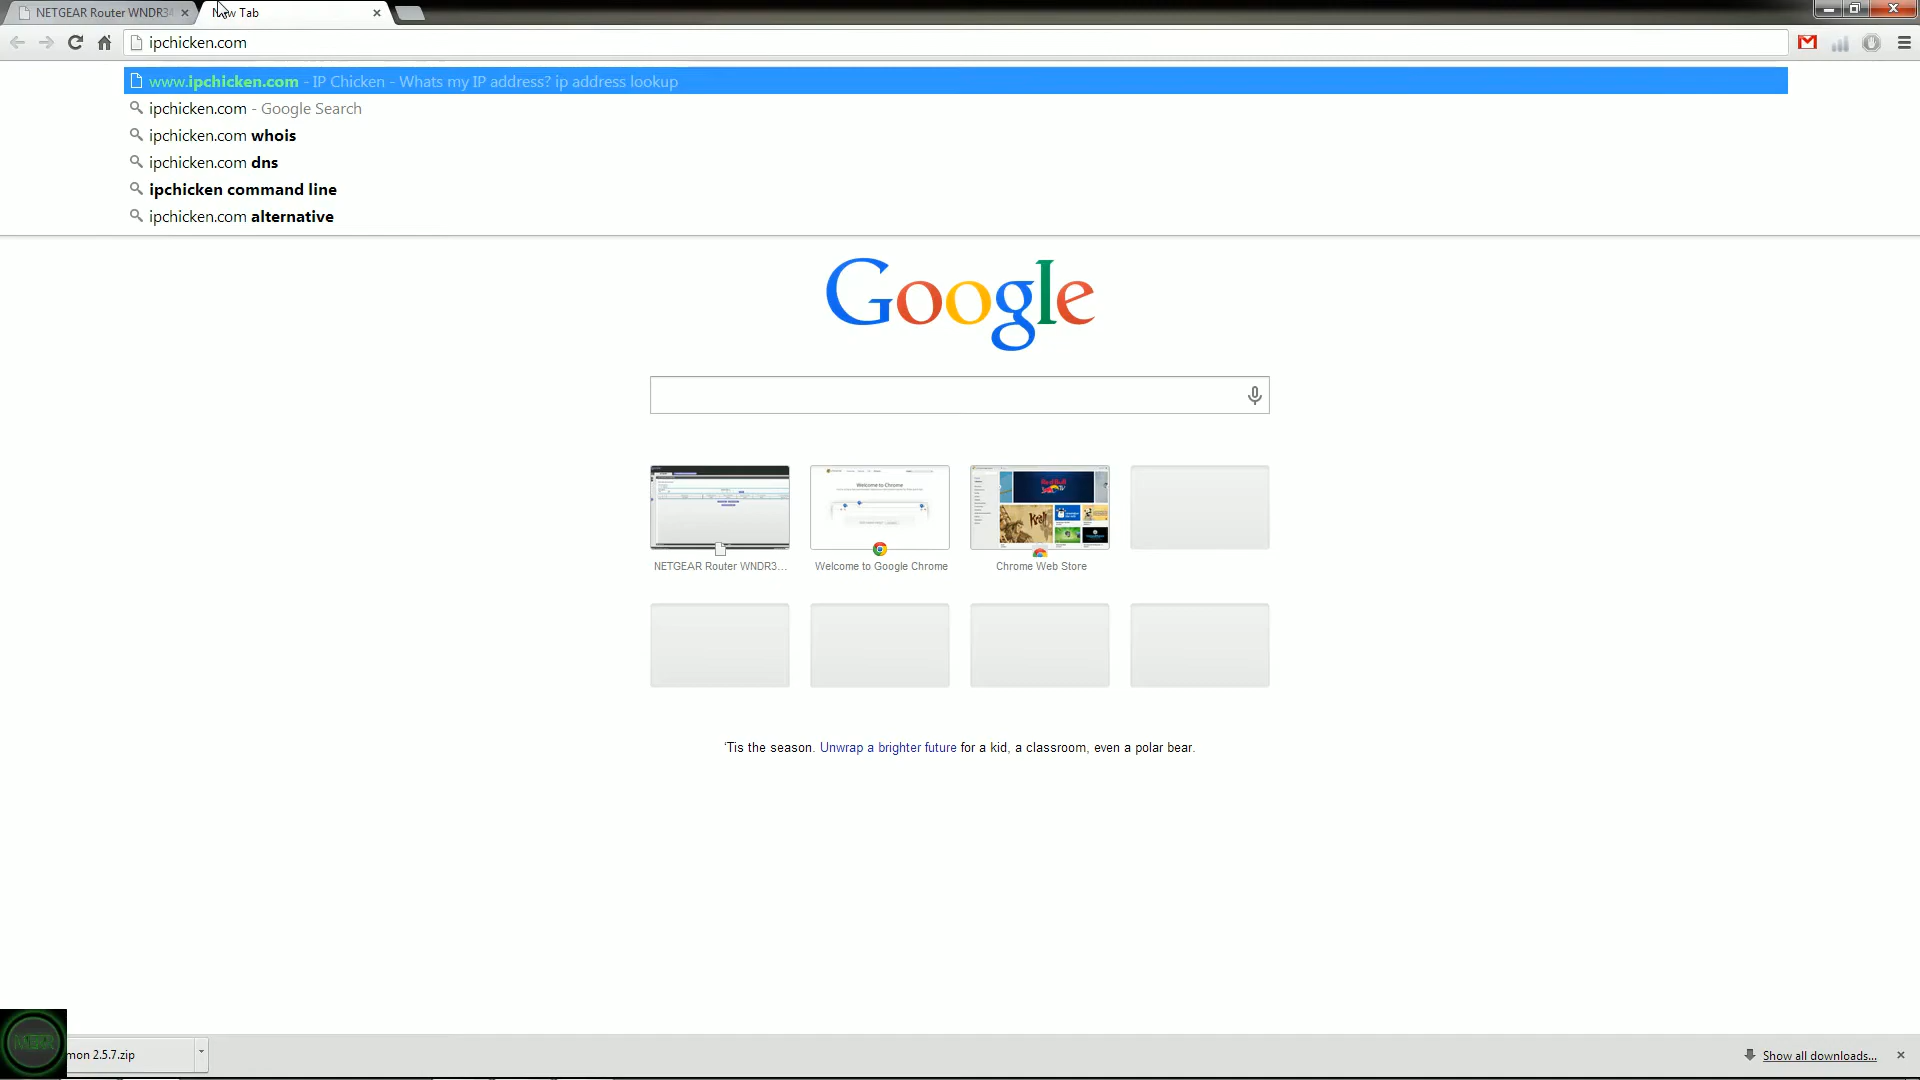 NETGEAR Router WNDR34
New Tab
ipchicken.com
www.ipchicken.com - IP Chicken - Whats my IP address? ip address lookup
ipchicken.com - Google Search
ipchicken.com whois
ipchicken.com dns
ipchicken command line
ipchicken.com alternative
Google
Welcome to Chrome
NETGEAR Router WNDR3...
Welcome to Google Chrome
Chrome Web Store
'Tis the season. Unwrap a brighter future for a kid, a classroom, even a polar bear.
mon 2.5.7.zip
Show all downloads...